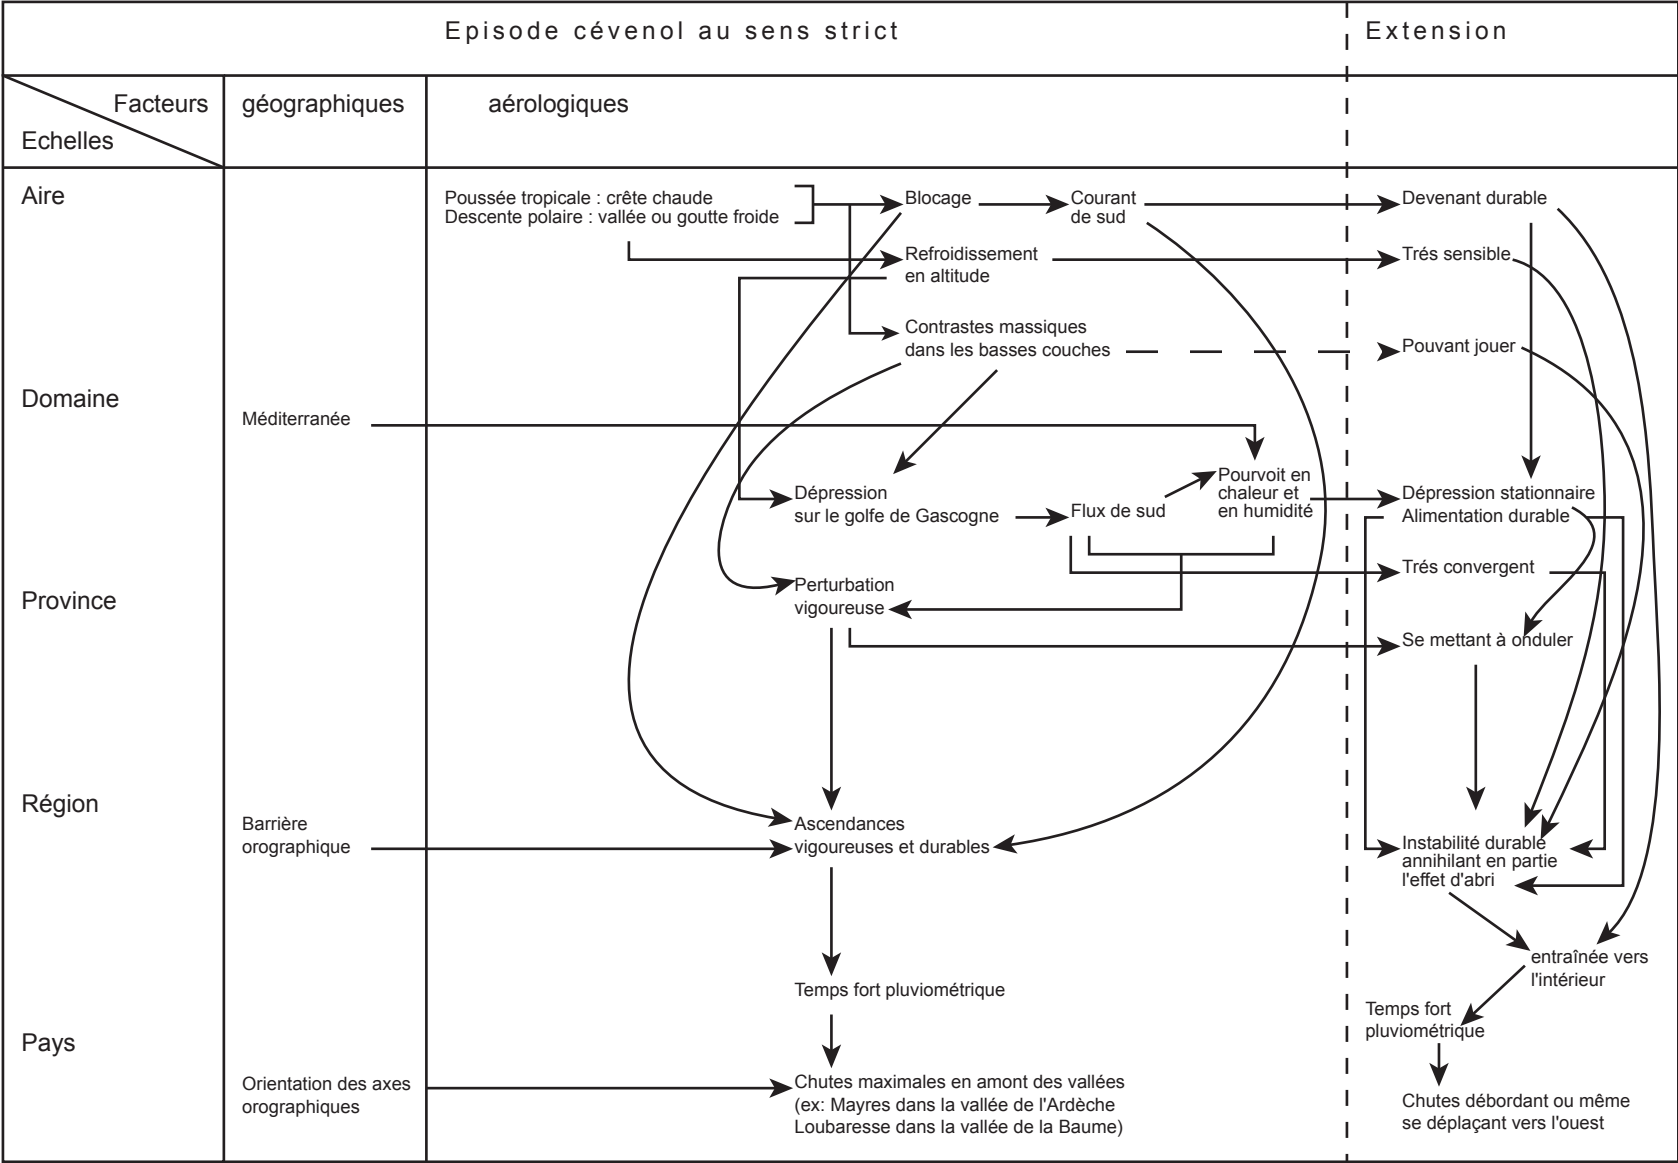 Episode cévenol au sens strict
Extension
Facteurs
Echelles
géographiques
aérologiques
Aire
Poussée tropicale : crête chaude
Descente polaire : vallée ou goutte froide
Blocage
Courant
de sud
Devenant durable
Refroidissement
en altitude
Trés sensible
Contrastes massiques
dans les basses couches
Pouvant jouer
Domaine
Méditerranée
Dépression
sur le golfe de Gascogne
Flux de sud
Pourvoit en
chaleur et
en humidité
Dépression stationnaire
Alimentation durable
Trés convergent
Province
Perturbation
vigoureuse
Se mettant à onduler
Région
Barrière
orographique
Ascendances
vigoureuses et durables
Instabilité durable
annihilant en partie
l'effet d'abri
entraînée vers
l'intérieur
Temps fort pluviométrique
Temps fort
pluviométrique
Pays
Orientation des axes
orographiques
Chutes maximales en amont des vallées
(ex: Mayres dans la vallée de l'Ardèche
Loubaresse dans la vallée de la Baume)
Chutes débordant ou même
se déplaçant vers l'ouest